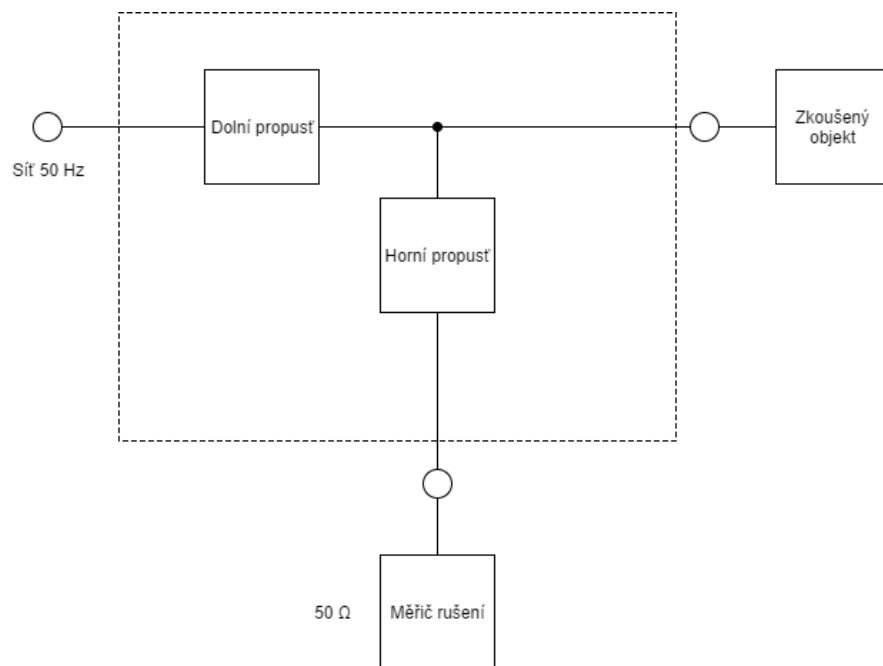 Dolní propusť
Zkoušený
objekt
Síť 50 Hz
Horní propusť
50 Ω
Měřič rušení